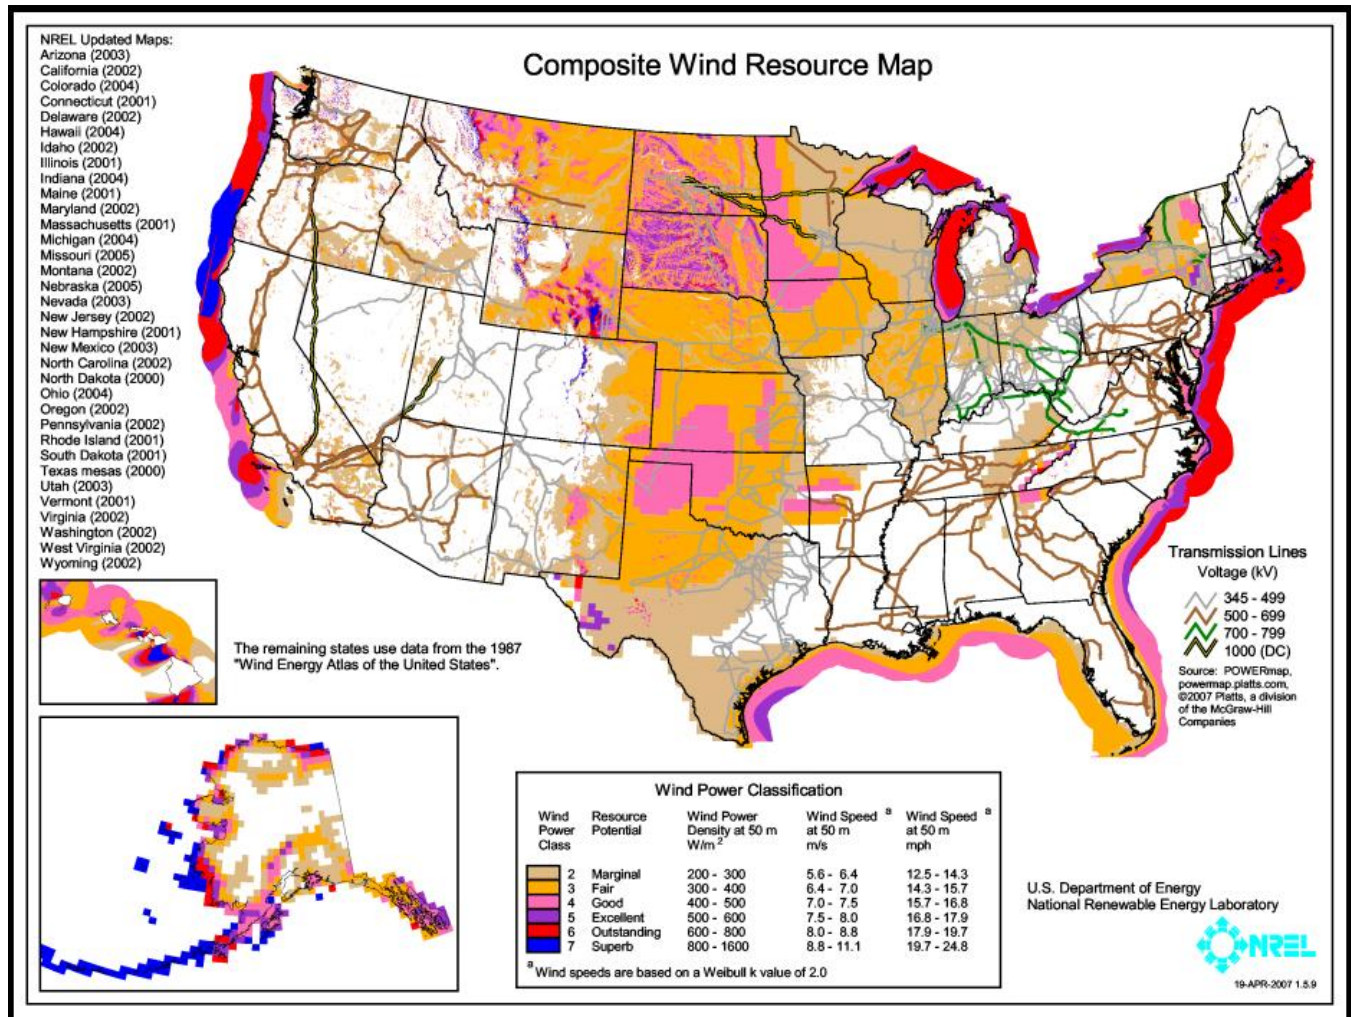 Composite Wind Resource Map
NREL Updated Maps:
Arizona (2003)
California (2002)
Colorado (2004)
Connecticut (2001)
Delaware (2002)
Hawaii (2004)
Idaho (2002)
Illinois (2001)
Indiana (2004)
Maine (2001)
Maryland (2002)
Massachusetts (2001)
Michigan (2004)
Missouri (2005)
Montana (2002)
Nebraska (2005)
Nevada (2003)
New Jersey (2002)
New Hampshire (2001)
New Mexico (2003)
North Carolina (2002)
North Dakota (2000)
Ohio (2004)
Oregon (2002)
Pennsylvania (2002)
Rhode Island (2001)
South Dakota (2001)
Texas mesas (2000)
Utah (2003)
Vermont (2001)
Virginia (2002)
Washington (2002)
West Virginia (2002)
Wyoming (2002)
The remaining states use data from the 1987
"Wind Energy Atlas of the United States".
Transmission Lines
Voltage (kV)
345 - 499
500 - 699
700 - 799
1000 (DC)
Source: POWERmap,
powermap.platts.com,
©2007 Platts, a division
of the McGraw-Hill
Companies
Wind Power Classification
Wind Resource Wind Power Wind Speed a Wind Speed a
Power Potential Density at 50 m at 50 m at 50 m
Class W/m 2 m/s mph
2 Marginal 200 - 300 5.6 - 6.4 12.5 - 14.3
3 Fair 300 - 400 6.4 - 7.0 14.3 - 15.7
4 Good 400 - 500 7.0 - 7.5 15.7 - 16.8
5 Excellent 500 - 600 7.5 - 8.0 16.8 - 17.9
6 Outstanding 600 - 800 8.0 - 8.8 17.9 - 19.7
7 Superb 800 - 1600 8.8 - 11.1 19.7 - 24.8
a Wind speeds are based on a Weibull k value of 2.0
U.S. Department of Energy
National Renewable Energy Laboratory
NREL
19-APR-2007 1.5.9